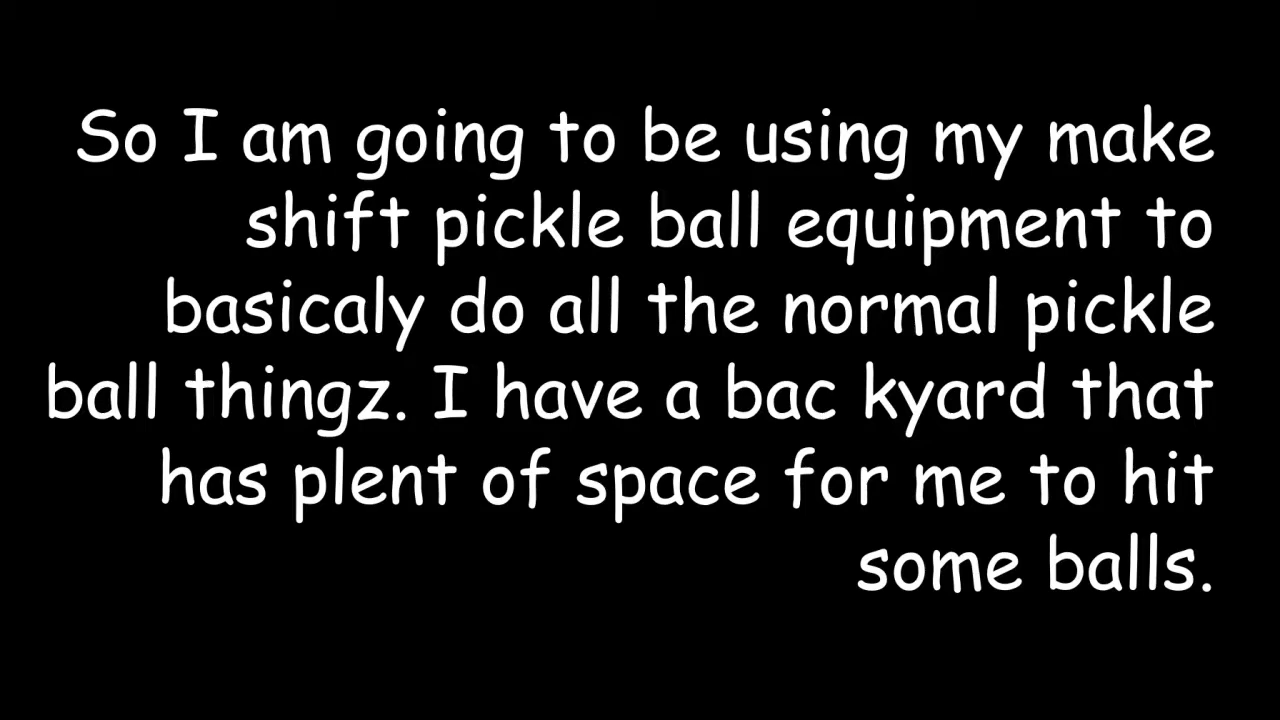 So I am going to be using my make
shift pickle ball equipment to
basicaly do all the normal pickle
ball thingz. I have a bac kyard that
has plent of space for me to hit
some balls.